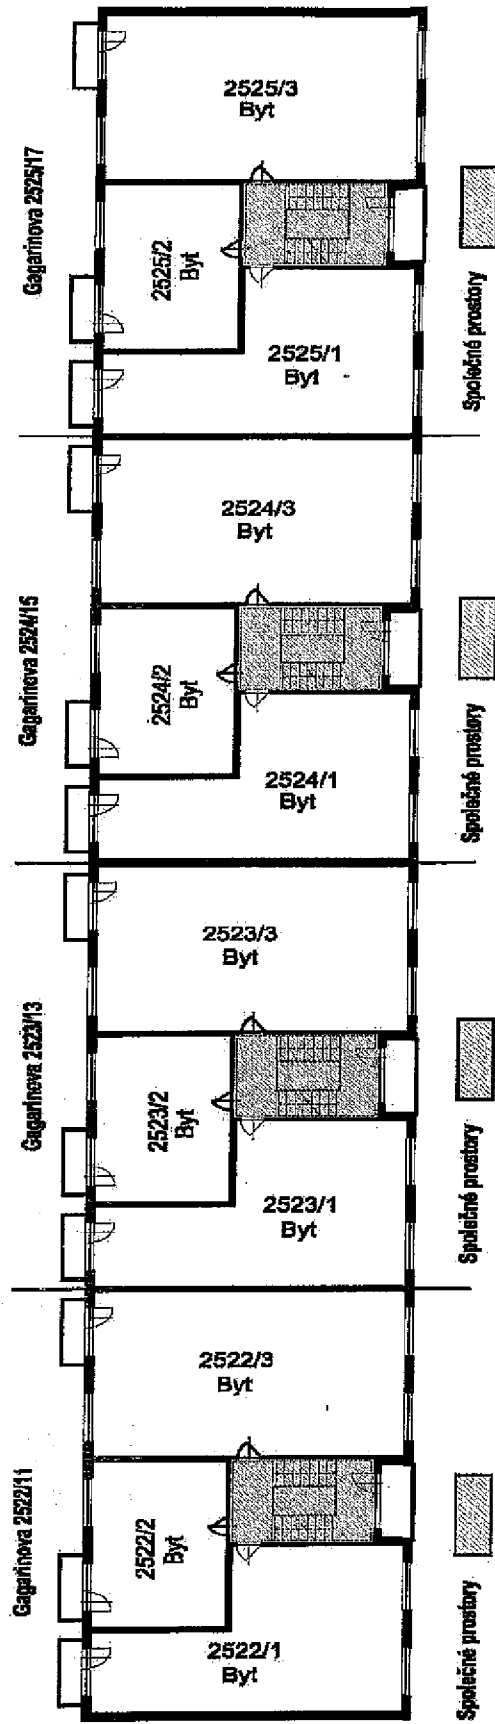 Gagarinova 2525/17
2525/3
Byt
2525/2
Byt
2525/1
Byt
Společné prostory
Gagarinova 2524/15
2524/3
Byt
2524/2
Byt
2524/1
Byt
Společné prostory
Gagarinova 2523/13
2523/3
Byt
2523/2
Byt
2523/1
Byt
Společné prostory
Gagarinova 2522/11
2522/3
Byt
2522/2
Byt
2522/1
Byt
Společné prostory